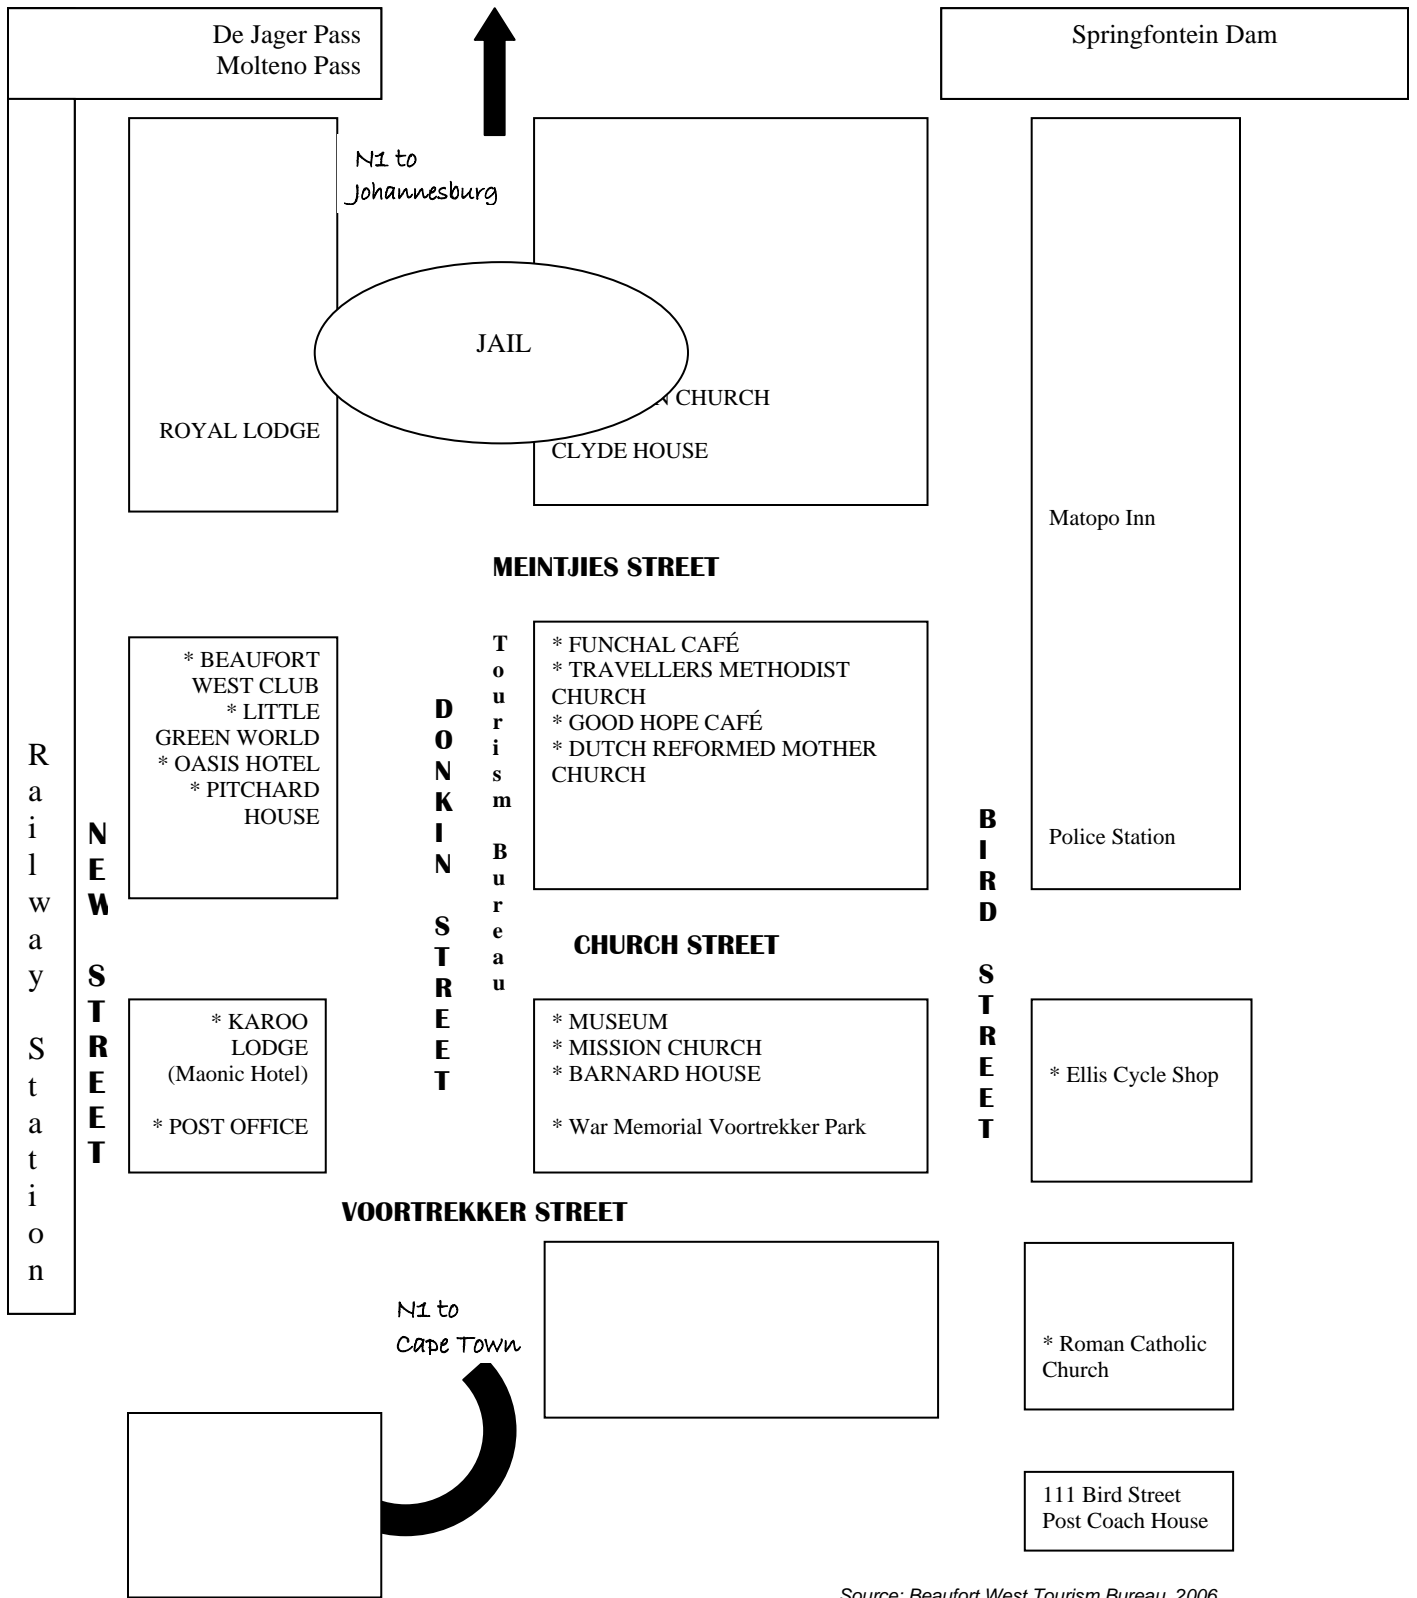 De Jager Pass
Molteno Pass
Springfontein Dam
N1 to
Johannesburg
JAIL
CHURCH
ROYAL LODGE
CLYDE HOUSE
Matopo Inn
MEINTJIES STREET
* BEAUFORT
WEST CLUB
* LITTLE
GREEN WORLD
* OASIS HOTEL
* PITCHARD
HOUSE
Tourism Bureau
* FUNCHAL CAFÉ
* TRAVELLERS METHODIST
CHURCH
* GOOD HOPE CAFÉ
* DUTCH REFORMED MOTHER
CHURCH
DONKIN STREET
Railway Station
NEW STREET
BIRD STREET
Police Station
CHURCH STREET
* KAROO
LODGE
(Maonic Hotel)
* POST OFFICE
* MUSEUM
* MISSION CHURCH
* BARNARD HOUSE
* War Memorial Voortrekker Park
* Ellis Cycle Shop
VOORTREKKER STREET
N1 to
Cape Town
* Roman Catholic
Church
111 Bird Street
Post Coach House
Source: Beaufort West Tourism Bureau, 2006